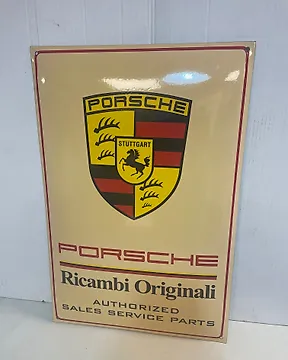 PORSCHE
STUTTGART
PORSCHE
Ricambi Originali
AUTHORIZED
SALES SERVICE PARTS